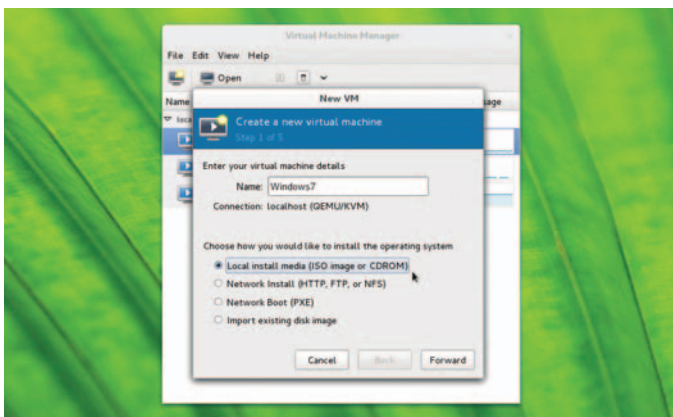 Virtual Machine Manager
File Edit View Help
Open
Name
New VM
Create a new virtual machine
Step 1 of 5
Enter your virtual machine details
Name: Windows7
Connection: localhost (QEMU/KVM)
Choose how you would like to install the operating system
Local install media (ISO image or CDROM)
Network Install (HTTP, FTP, or NFS)
Network Boot (PXE)
Import existing disk image
Cancel Back Forward